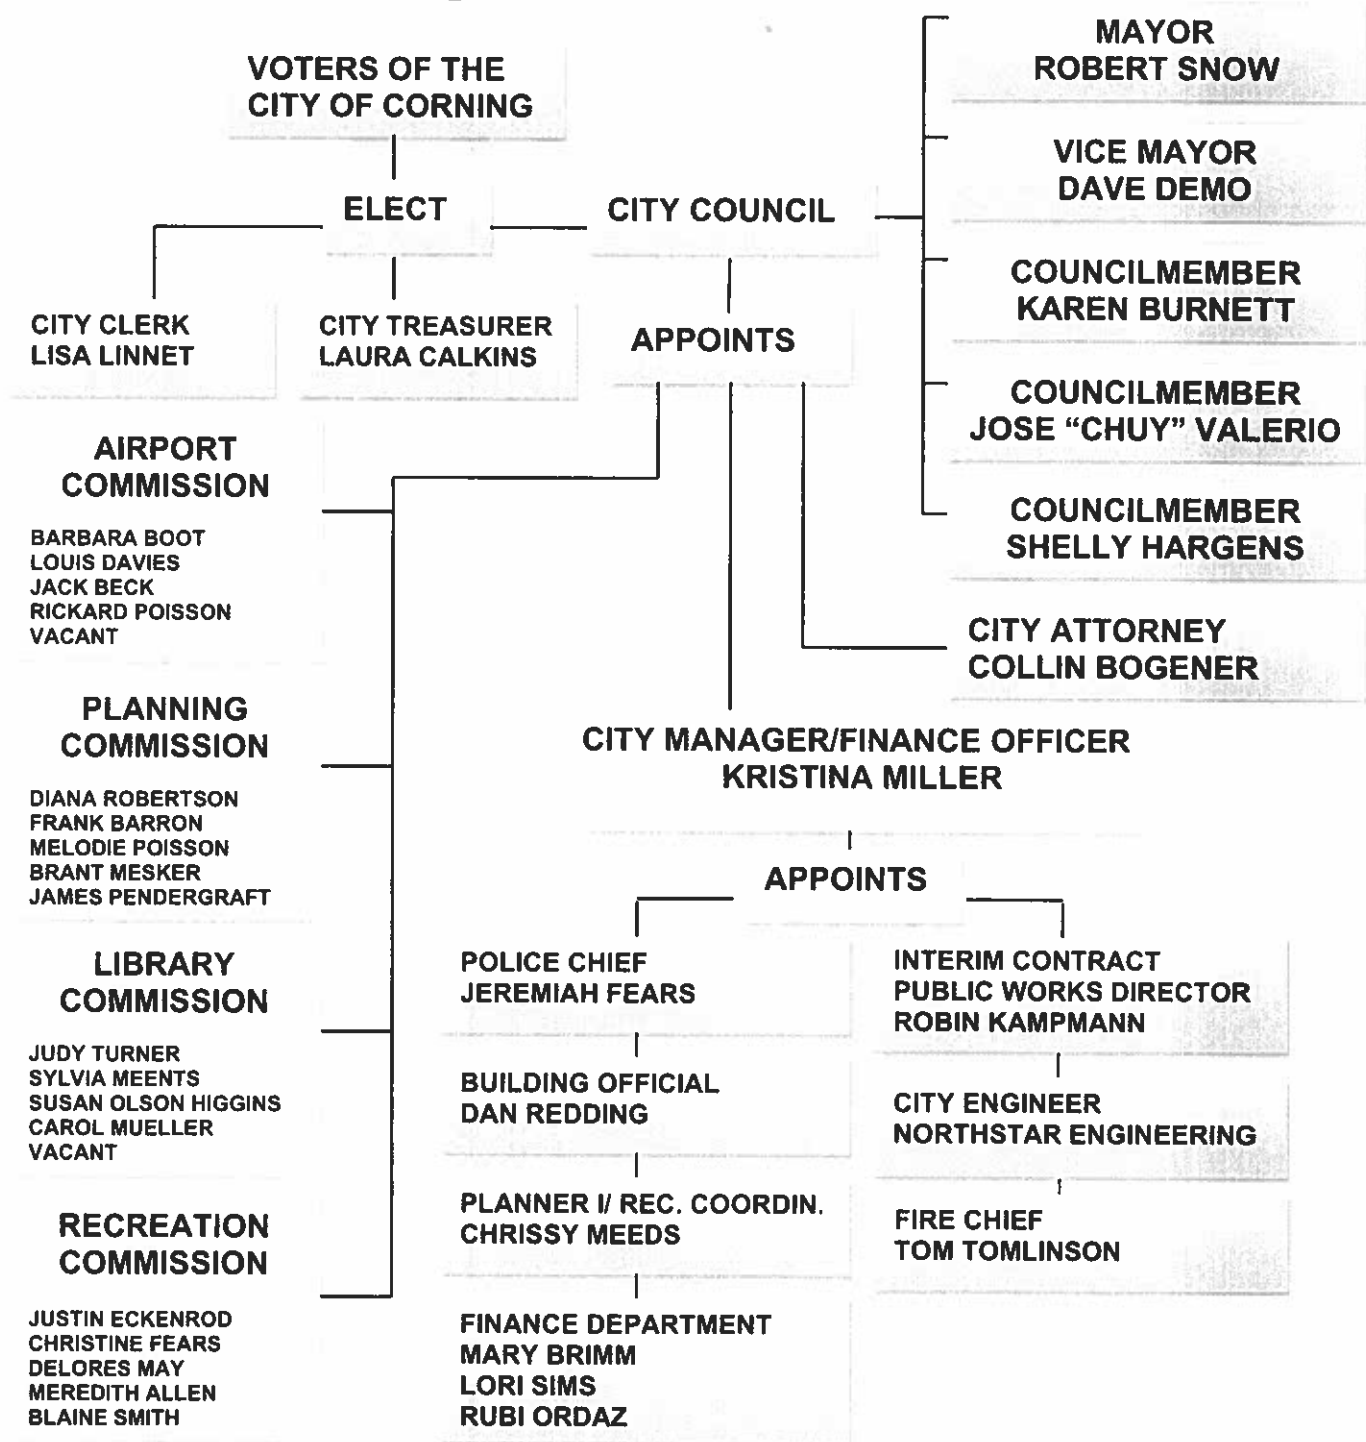 VOTERS OF THE
CITY OF CORNING
ELECT
CITY CLERK
LISA LINNET
CITY TREASURER
LAURA CALKINS
CITY COUNCIL
MAYOR
ROBERT SNOW
VICE MAYOR
DAVE DEMO
COUNCILMEMBER
KAREN BURNETT
COUNCILMEMBER
JOSE “CHUY” VALERIO
COUNCILMEMBER
SHELLY HARGENS
APPOINTS
CITY ATTORNEY
COLLIN BOGENER
AIRPORT
COMMISSION
BARBARA BOOT
LOUIS DAVIES
JACK BECK
RICKARD POISSON
VACANT
PLANNING
COMMISSION
DIANA ROBERTSON
FRANK BARRON
MELODIE POISSON
BRANT MESKER
JAMES PENDERGRAFT
LIBRARY
COMMISSION
JUDY TURNER
SYLVIA MEENTS
SUSAN OLSON HIGGINS
CAROL MUELLER
VACANT
RECREATION
COMMISSION
JUSTIN ECKENROD
CHRISTINE FEARS
DELORES MAY
MEREDITH ALLEN
BLAINE SMITH
CITY MANAGER/FINANCE OFFICER
KRISTINA MILLER
APPOINTS
POLICE CHIEF
JEREMIAH FEARS
BUILDING OFFICIAL
DAN REDDING
PLANNER I/ REC. COORDIN.
CHRISSY MEEDS
FINANCE DEPARTMENT
MARY BRIMM
LORI SIMS
RUBI ORDAZ
INTERIM CONTRACT
PUBLIC WORKS DIRECTOR
ROBIN KAMPMANN
CITY ENGINEER
NORTHSTAR ENGINEERING
FIRE CHIEF
TOM TOMLINSON